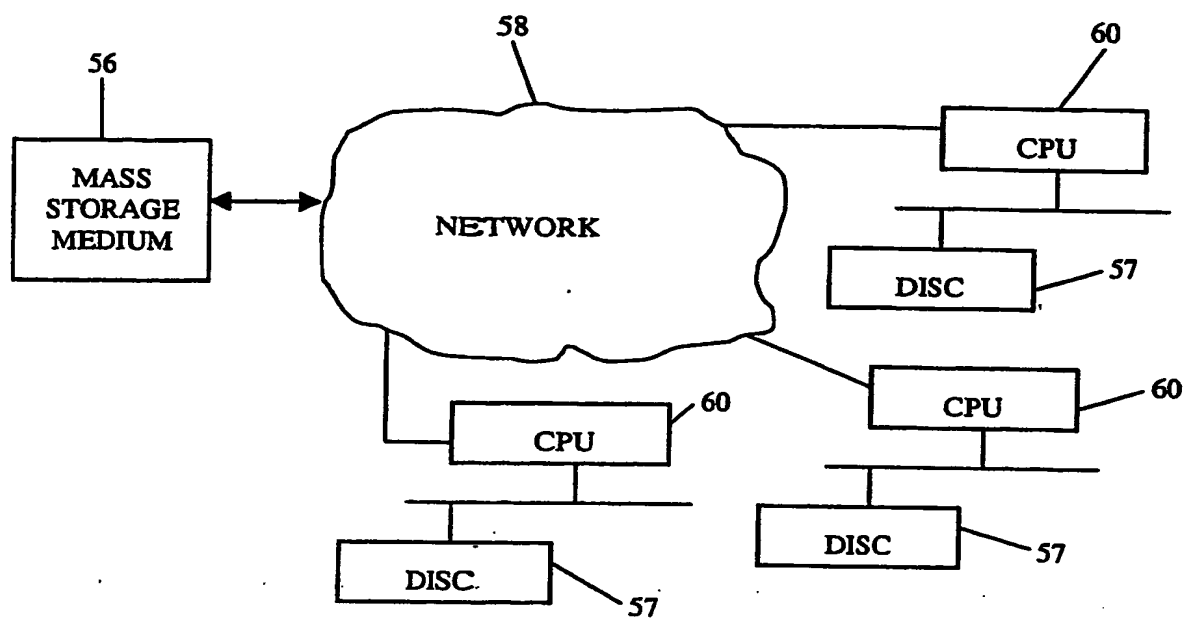 58
60
56
CPU
MASS
STORAGE
MEDIUM
NETWORK
57
DISC
60
CPU
60
CPU
DISC
57
DISC
57